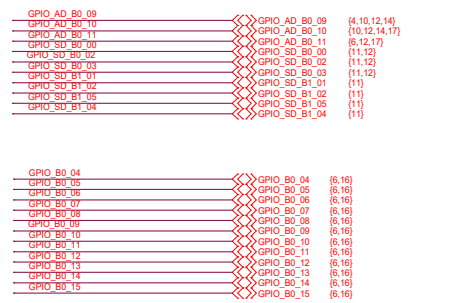 GPIO_AD_B0_09 GPIO_AD_B0_09 {4,10,12,14}
GPIO_AD_B0_10 GPIO_AD_B0_10 {10,12,14,17}
GPIO_AD_B0_11 GPIO_AD_B0_11 {6,12,17}
GPIO_SD_B0_00 GPIO_SD_B0_00 {11,12}
GPIO_SD_B0_02 GPIO_SD_B0_02 {11,12}
GPIO_SD_B0_03 GPIO_SD_B0_03 {11,12}
GPIO_SD_B1_01 GPIO_SD_B1_01 {11}
GPIO_SD_B1_02 GPIO_SD_B1_02 {11}
GPIO_SD_B1_05 GPIO_SD_B1_05 {11}
GPIO_SD_B1_04 GPIO_SD_B1_04 {11}
GPIO_B0_04 GPIO_B0_04 {6,16}
GPIO_B0_05 GPIO_B0_05 {6,16}
GPIO_B0_06 GPIO_B0_06 {6,16}
GPIO_B0_07 GPIO_B0_07 {6,16}
GPIO_B0_08 GPIO_B0_08 {6,16}
GPIO_B0_09 GPIO_B0_09 {6,16}
GPIO_B0_10 GPIO_B0_10 {6,16}
GPIO_B0_11 GPIO_B0_11 {6,16}
GPIO_B0_12 GPIO_B0_12 {6,16}
GPIO_B0_13 GPIO_B0_13 {6,16}
GPIO_B0_14 GPIO_B0_14 {6,16}
GPIO_B0_15 GPIO_B0_15 {6,16}